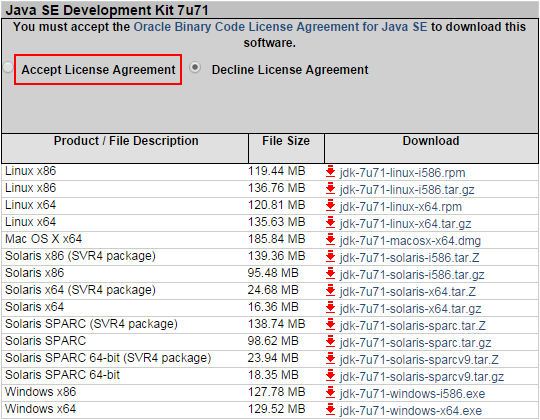 Java SE Development Kit 7u71
You must accept the Oracle Binary Code License Agreement for Java SE to download this
software.
Accept License Agreement Decline License Agreement
Product / File Description File Size Download
Linux x86 119.44 MB jdk-7u71-linux-i586.rpm
Linux x86 136.76 MB jdk-7u71-linux-i586.tar.gz
Linux x64 120.81 MB jdk-7u71-linux-x64.rpm
Linux x64 135.63 MB jdk-7u71-linux-x64.tar.gz
Mac OS X x64 185.84 MB jdk-7u71-macosx-x64.dmg
Solaris x86 (SVR4 package) 139.36 MB jdk-7u71-solaris-i586.tar.Z
Solaris x86 95.48 MB jdk-7u71-solaris-i586.tar.gz
Solaris x64 (SVR4 package) 24.68 MB jdk-7u71-solaris-x64.tar.Z
Solaris x64 16.36 MB jdk-7u71-solaris-x64.tar.gz
Solaris SPARC (SVR4 package) 138.74 MB jdk-7u71-solaris-sparc.tar.Z
Solaris SPARC 98.62 MB jdk-7u71-solaris-sparc.tar.gz
Solaris SPARC 64-bit (SVR4 package) 23.94 MB jdk-7u71-solaris-sparcv9.tar.Z
Solaris SPARC 64-bit 18.35 MB jdk-7u71-solaris-sparcv9.tar.gz
Windows x86 127.78 MB jdk-7u71-windows-i586.exe
Windows x64 129.52 MB jdk-7u71-windows-x64.exe